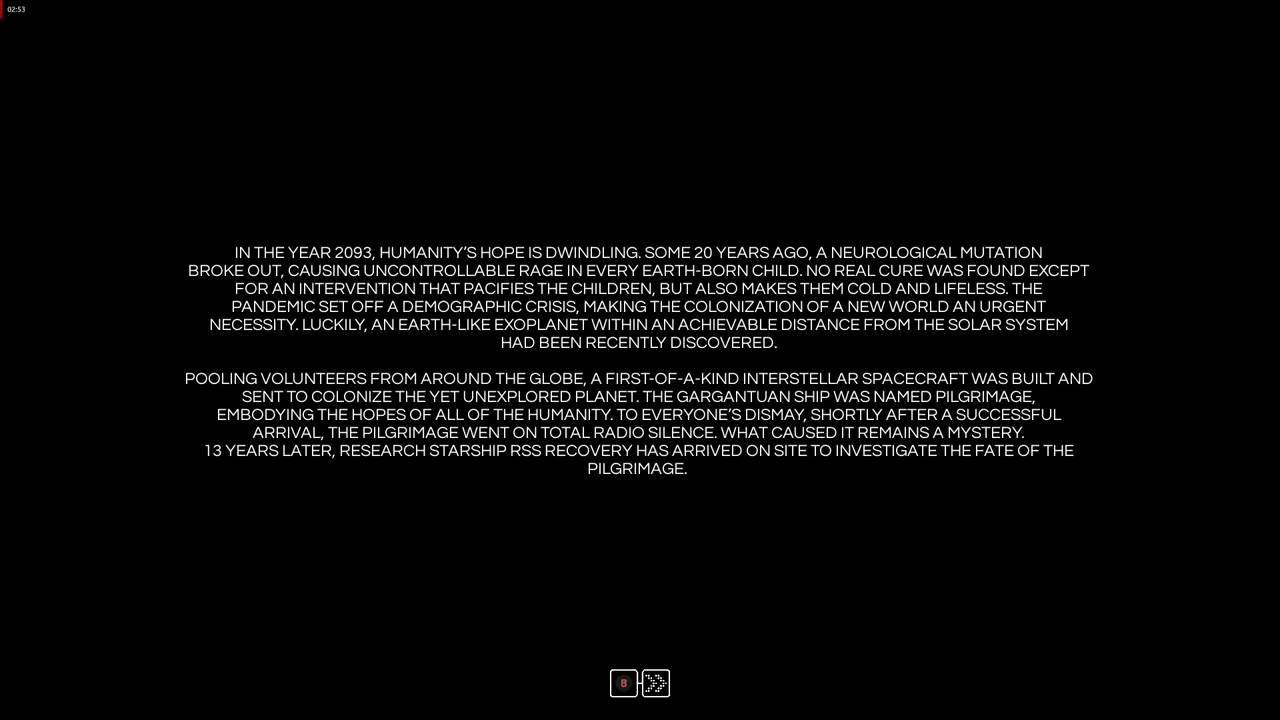 02:53
IN THE YEAR 2093, HUMANITY’S HOPE IS DWINDLING. SOME 20 YEARS AGO, A NEUROLOGICAL MUTATION
BROKE OUT, CAUSING UNCONTROLLABLE RAGE IN EVERY EARTH-BORN CHILD. NO REAL CURE WAS FOUND EXCEPT
FOR AN INTERVENTION THAT PACIFIES THE CHILDREN, BUT ALSO MAKES THEM COLD AND LIFELESS. THE
PANDEMIC SET OFF A DEMOGRAPHIC CRISIS, MAKING THE COLONIZATION OF A NEW WORLD AN URGENT
NECESSITY. LUCKILY, AN EARTH-LIKE EXOPLANET WITHIN AN ACHIEVABLE DISTANCE FROM THE SOLAR SYSTEM
HAD BEEN RECENTLY DISCOVERED.
POOLING VOLUNTEERS FROM AROUND THE GLOBE, A FIRST-OF-A-KIND INTERSTELLAR SPACECRAFT WAS BUILT AND
SENT TO COLONIZE THE YET UNEXPLORED PLANET. THE GARGANTUAN SHIP WAS NAMED PILGRIMAGE,
EMBODYING THE HOPES OF ALL OF THE HUMANITY. TO EVERYONE’S DISMAY, SHORTLY AFTER A SUCCESSFUL
ARRIVAL, THE PILGRIMAGE WENT ON TOTAL RADIO SILENCE. WHAT CAUSED IT REMAINS A MYSTERY.
13 YEARS LATER, RESEARCH STARSHIP RSS RECOVERY HAS ARRIVED ON SITE TO INVESTIGATE THE FATE OF THE
PILGRIMAGE.
B